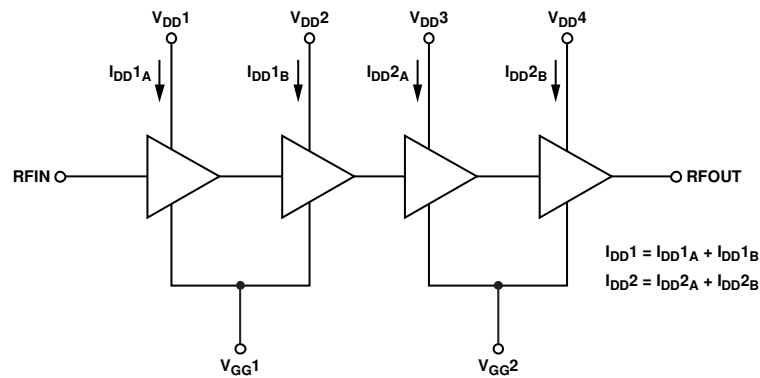 VDD1 VDD2 VDD3 VDD4
IDD1A IDD1B IDD2A IDD2B
RFIN RFOUT
IDD1 = IDD1A + IDD1B
IDD2 = IDD2A + IDD2B
VGG1 VGG2